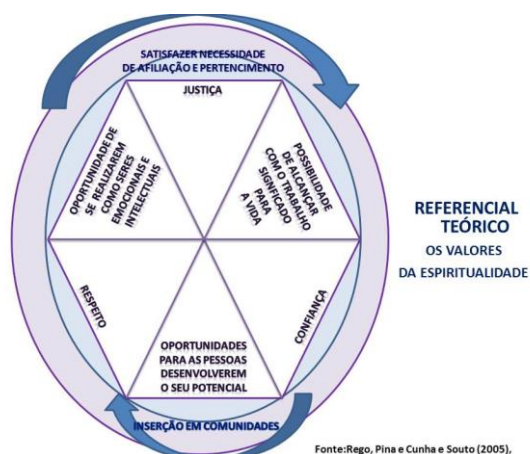 SATISFAZER NECESSIDADE
DE AFILIAÇÃO E PERTENCIMENTO
JUSTIÇA
OPORTUNIDADE DE
SE REALIZAREM
COMO SERES
EMOCIONAIS E
INTELECTUAIS
POSSIBILIDADE
DE ALCANÇAR
COM O TRABALHO
SIGNFICADO
PARA
A VIDA
REFERENCIAL
TEÓRICO
OS VALORES
DA ESPIRITUALIDADE
RESPEITO
CONFIANÇA
OPORTUNIDADES
PARA AS PESSOAS
DESENVOLVEREM
O SEU POTENCIAL
INSERÇÃO EM COMUNIDADES
Fonte:Rego, Pina e Cunha e Souto (2005),